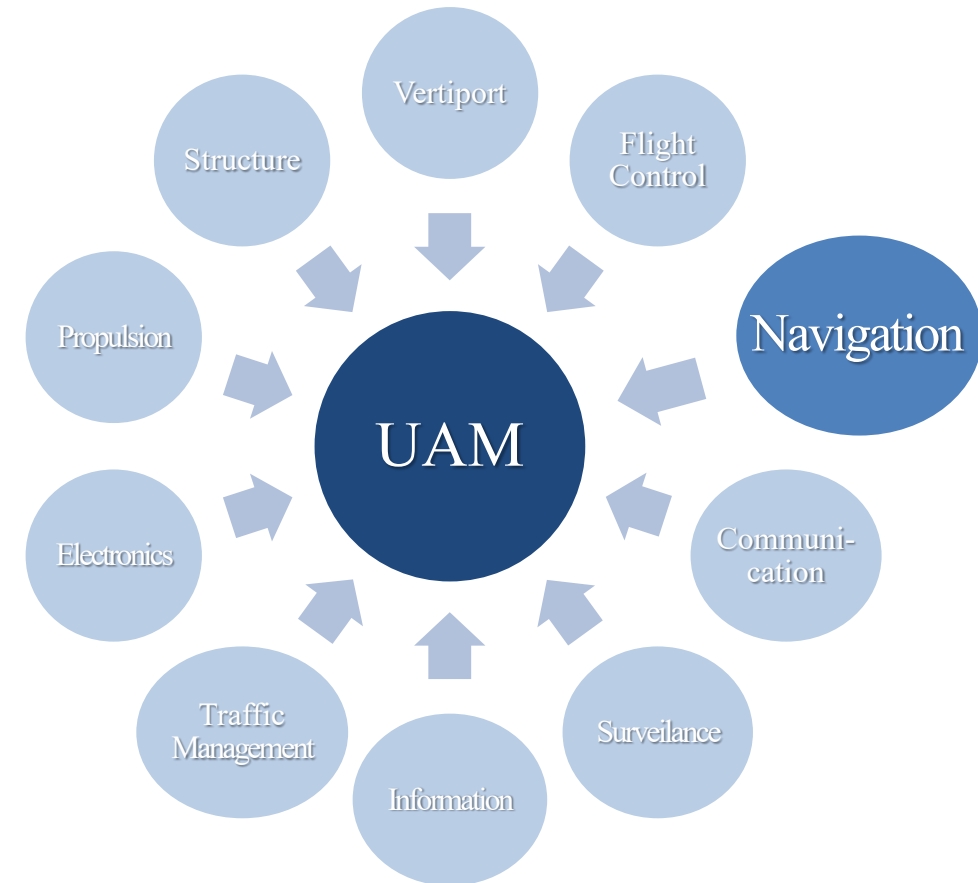 Vertiport
Flight
Control
Structure
Navigation
Propulsion
UAM
Communi-
cation
Electronics
Traffic
Management
Surveilance
Information